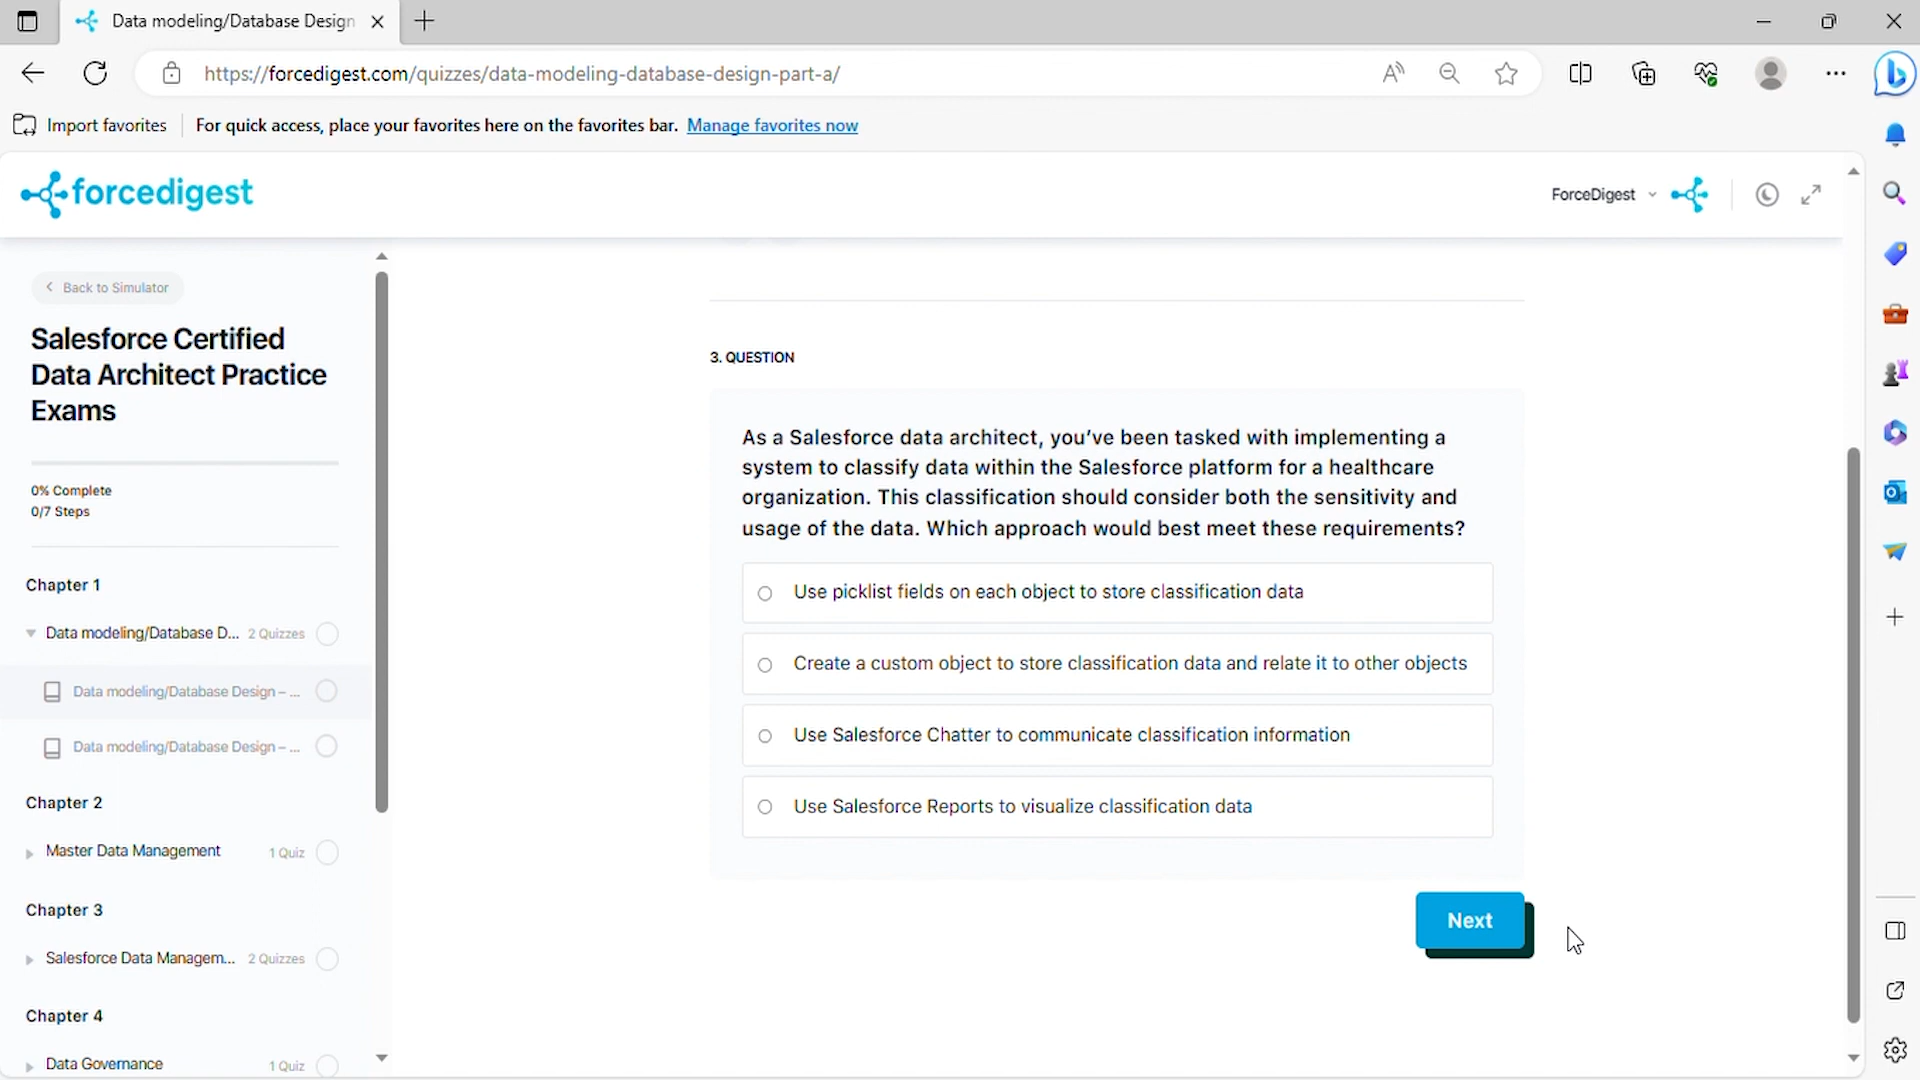 Data modeling/Database Design
https://forcedigest.com/quizzes/data-modeling-database-design-part-a/
Import favorites
For quick access, place your favorites here on the favorites bar. Manage favorites now
forcedigest
ForceDigest
Back to Simulator
Salesforce Certified
Data Architect Practice
Exams
0% Complete
0/7 Steps
Chapter 1
Data modeling/Database D... 2 Quizzes
Data modeling/Database Design – ...
Data modeling/Database Design – ...
Chapter 2
Master Data Management 1 Quiz
Chapter 3
Salesforce Data Managem... 2 Quizzes
Chapter 4
Data Governance 1 Quiz
3. QUESTION
As a Salesforce data architect, you’ve been tasked with implementing a
system to classify data within the Salesforce platform for a healthcare
organization. This classification should consider both the sensitivity and
usage of the data. Which approach would best meet these requirements?
Use picklist fields on each object to store classification data
Create a custom object to store classification data and relate it to other objects
Use Salesforce Chatter to communicate classification information
Use Salesforce Reports to visualize classification data
Next